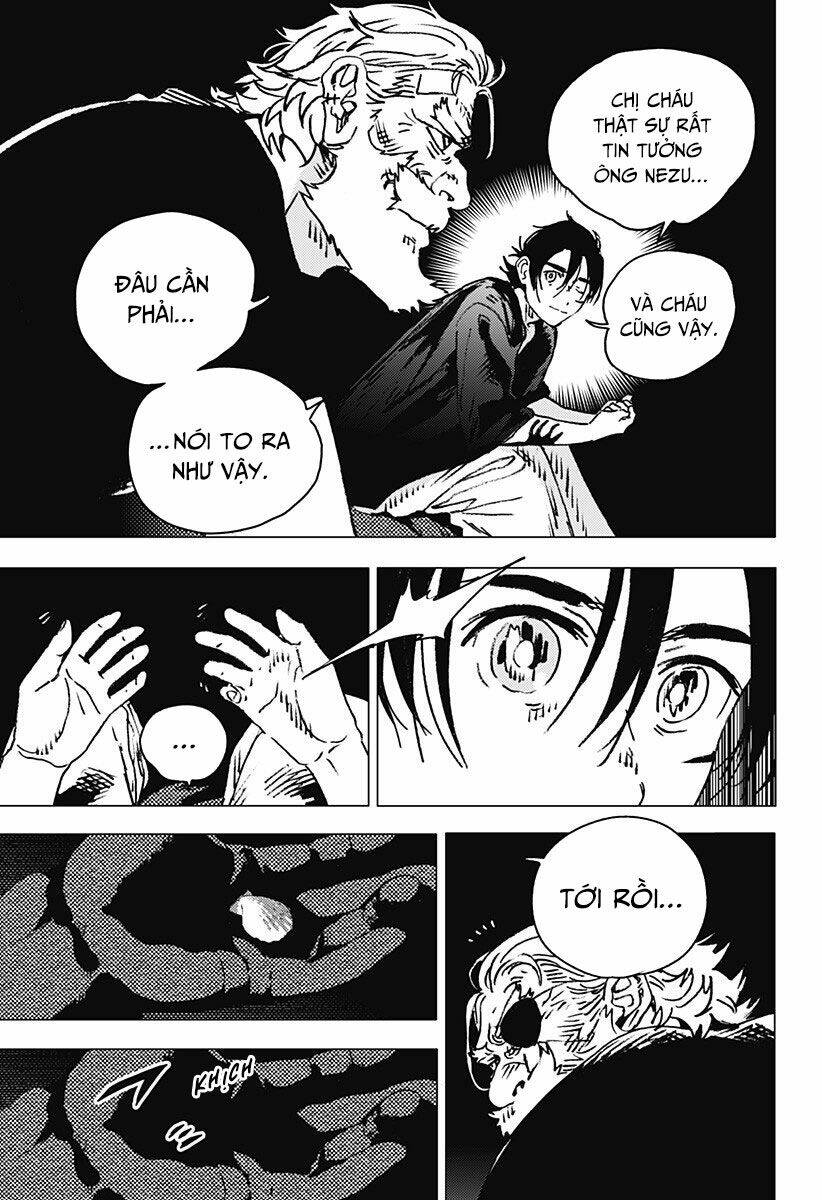 CHỊ CHÁU
THẬT SỰ RẤT
TIN TƯỞNG
ÔNG NEZU...
VÀ CHÁU
CŨNG VẬY.
ĐÂU CẦN
PHẢI...
...NÓI TO RA
NHƯ VẬY.
...
TỚI RỒI...
KHỊCH